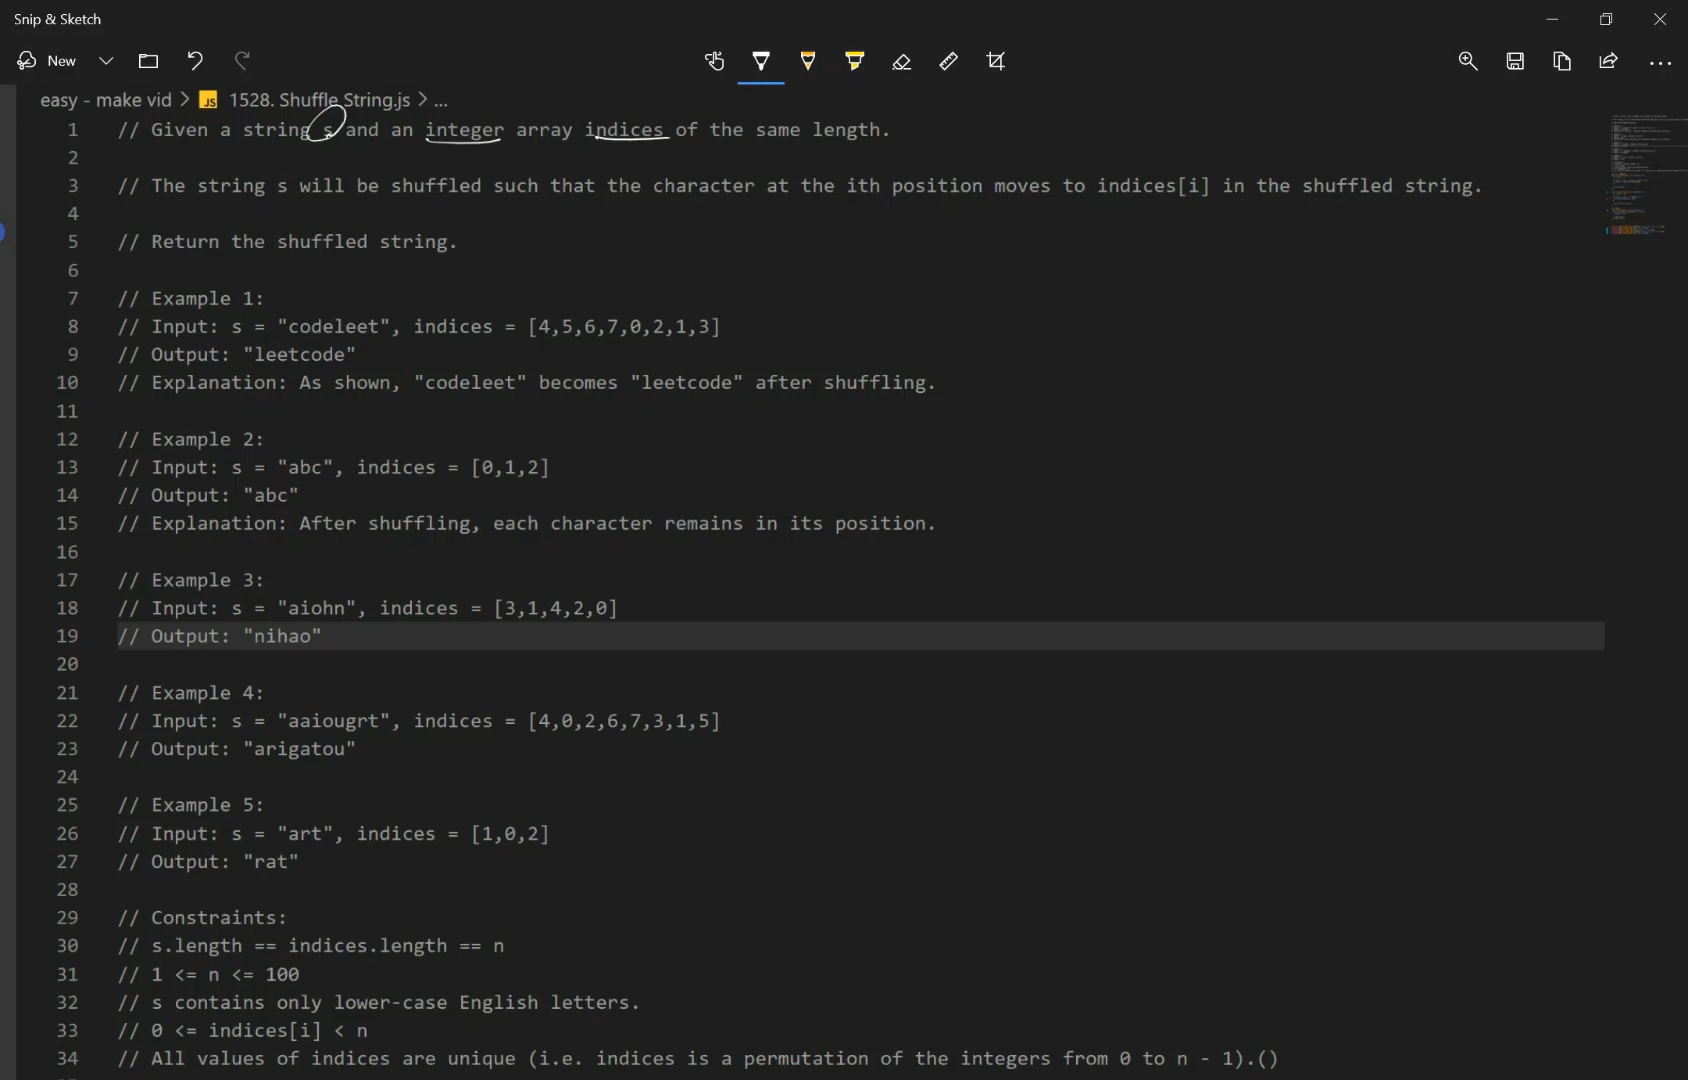 Snip & Sketch
New
easy - make vid > JS 1528. Shuffle String.js > ...
1 // Given a string s and an integer array indices of the same length.
2
3 // The string s will be shuffled such that the character at the ith position moves to indices[i] in the shuffled string.
4
5 // Return the shuffled string.
6
7 // Example 1:
8 // Input: s = "codeleet", indices = [4,5,6,7,0,2,1,3]
9 // Output: "leetcode"
10 // Explanation: As shown, "codeleet" becomes "leetcode" after shuffling.
11
12 // Example 2:
13 // Input: s = "abc", indices = [0,1,2]
14 // Output: "abc"
15 // Explanation: After shuffling, each character remains in its position.
16
17 // Example 3:
18 // Input: s = "aiohn", indices = [3,1,4,2,0]
19 // Output: "nihao"
20
21 // Example 4:
22 // Input: s = "aaiougrt", indices = [4,0,2,6,7,3,1,5]
23 // Output: "arigatou"
24
25 // Example 5:
26 // Input: s = "art", indices = [1,0,2]
27 // Output: "rat"
28
29 // Constraints:
30 // s.length == indices.length == n
31 // 1 <= n <= 100
32 // s contains only lower-case English letters.
33 // 0 <= indices[i] < n
34 // All values of indices are unique (i.e. indices is a permutation of the integers from 0 to n - 1).()